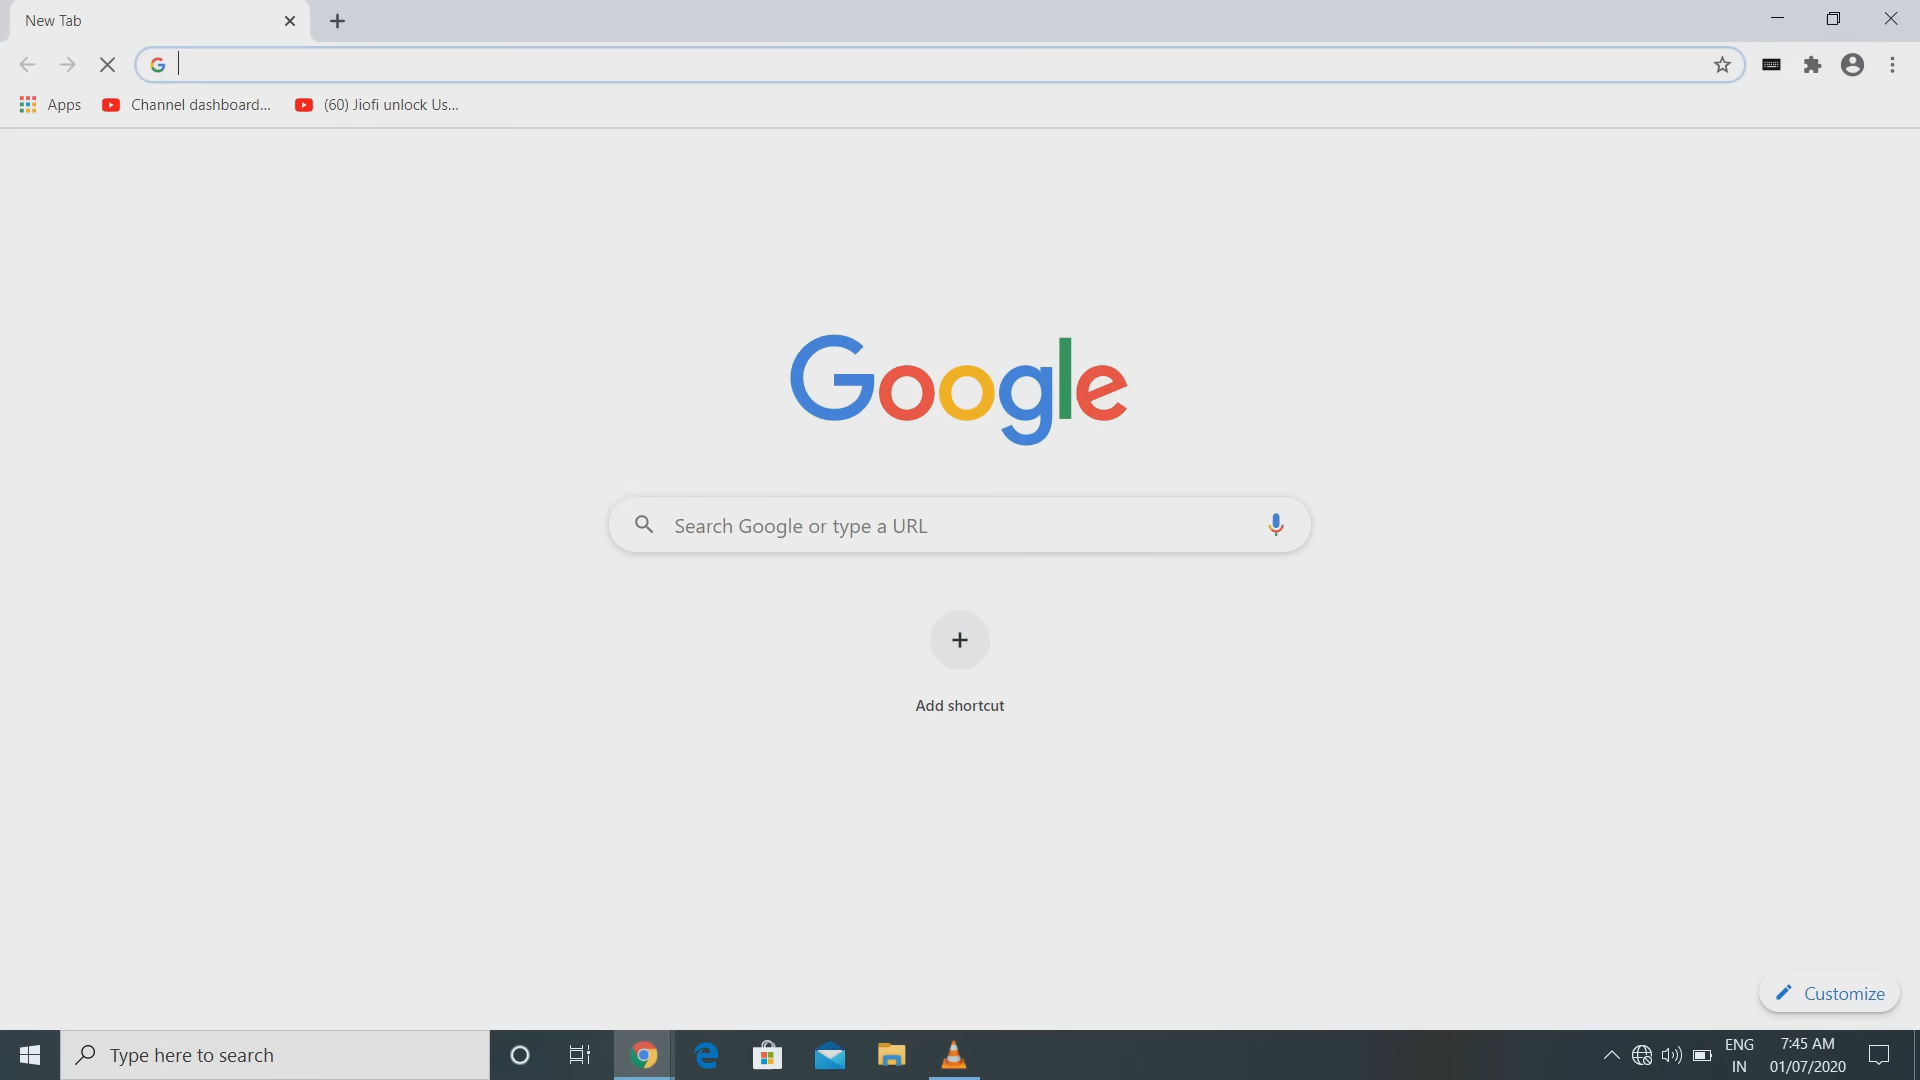 New Tab
Apps
Channel dashboard...
(60) Jiofi unlock Us...
Google
Search Google or type a URL
Add shortcut
Customize
Type here to search
ENG
IN
7:45 AM
01/07/2020